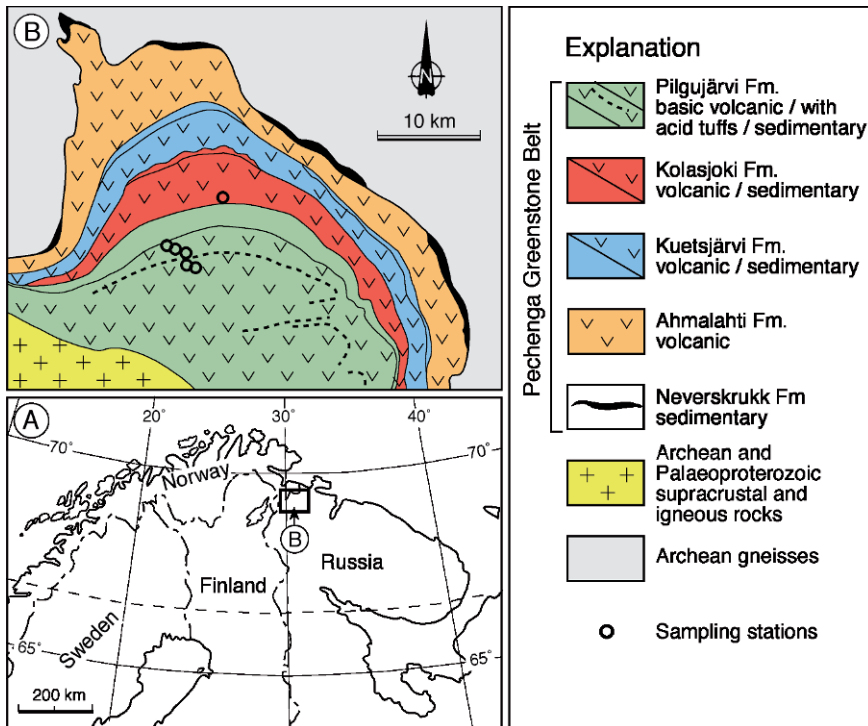 B
N
10 km
A
20°
30°
40°
70°
70°
Norway
B
Russia
Finland
Sweden
65°
65°
200 km
Explanation
Pechenga Greenstone Belt
Pilgujärvi Fm.
basic volcanic / with
acid tuffs / sedimentary
Kolasjoki Fm.
volcanic / sedimentary
Kuetsjärvi Fm.
volcanic / sedimentary
Ahmalahti Fm.
volcanic
Neverskrukk Fm
sedimentary
Archean and
Palaeoproterozoic
supracrustal and
igneous rocks
Archean gneisses
Sampling stations